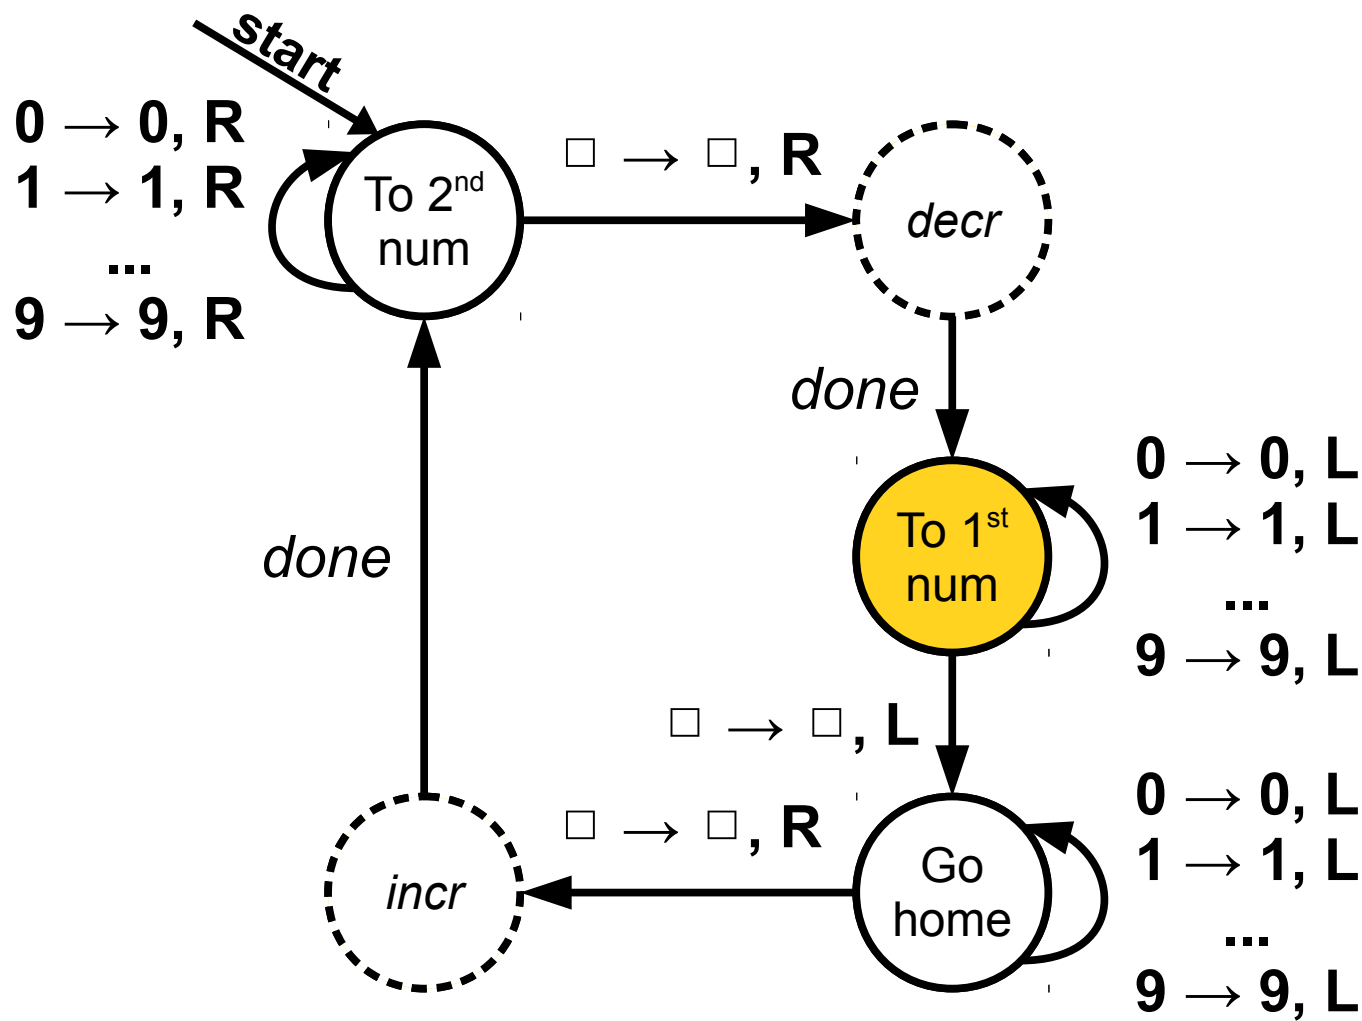 start
0 → 0, R
1 → 1, R
...
9 → 9, R
To 2nd
num
□ → □, R
decr
done
done
To 1st
num
0 → 0, L
1 → 1, L
...
9 → 9, L
□ → □, L
□ → □, R
incr
Go
home
0 → 0, L
1 → 1, L
...
9 → 9, L